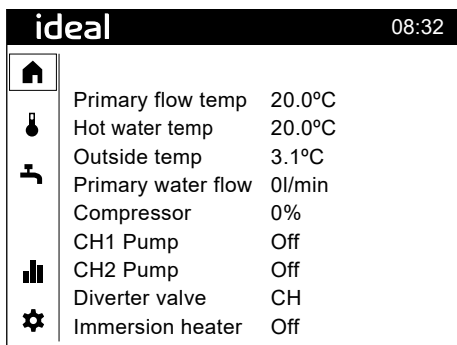 ideal 08:32
Primary flow temp 20.0ºC
Hot water temp 20.0ºC
Outside temp 3.1ºC
Primary water flow 0l/min
Compressor 0%
CH1 Pump Off
CH2 Pump Off
Diverter valve CH
Immersion heater Off